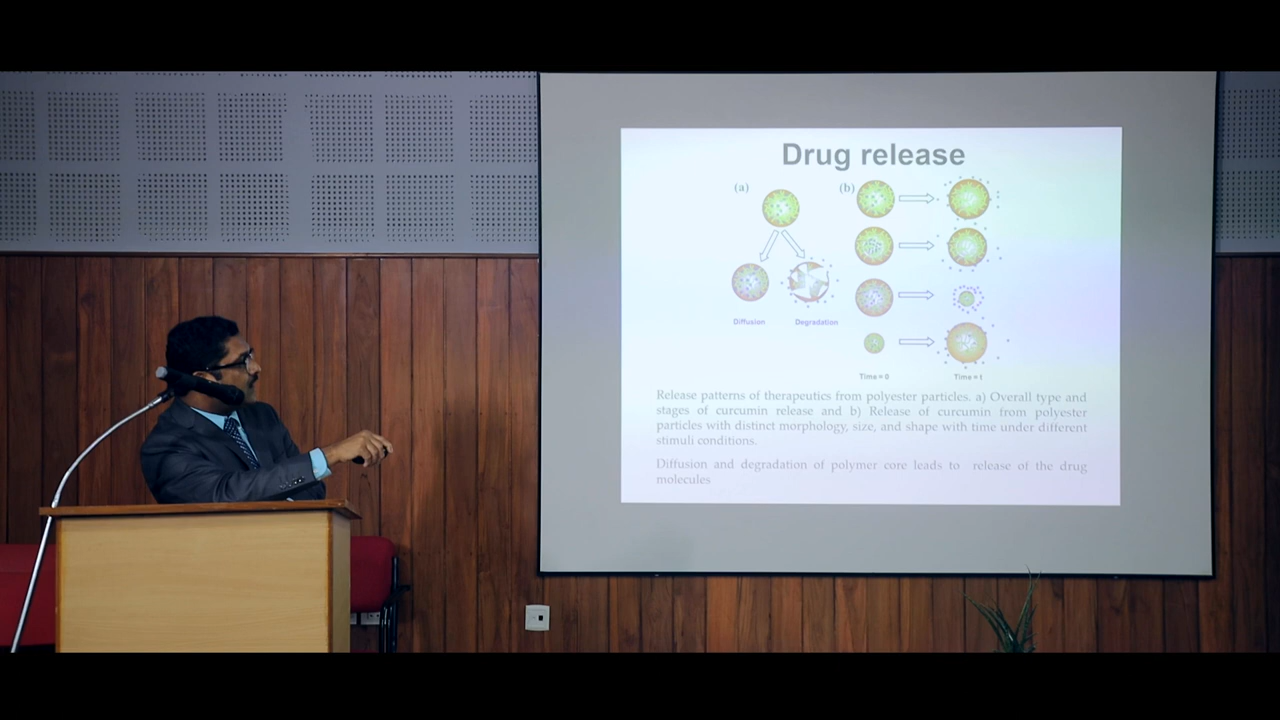 Drug release
(a)
(b)
Diffusion
Degradation
Time = 0
Time = t
Release patterns of therapeutics from polyester particles. a) Overall type and
stages of curcumin release and b) Release of curcumin from polyester
particles with distinct morphology, size, and shape with time under different
stimuli conditions.
Diffusion and degradation of polymer core leads to release of the drug
molecules